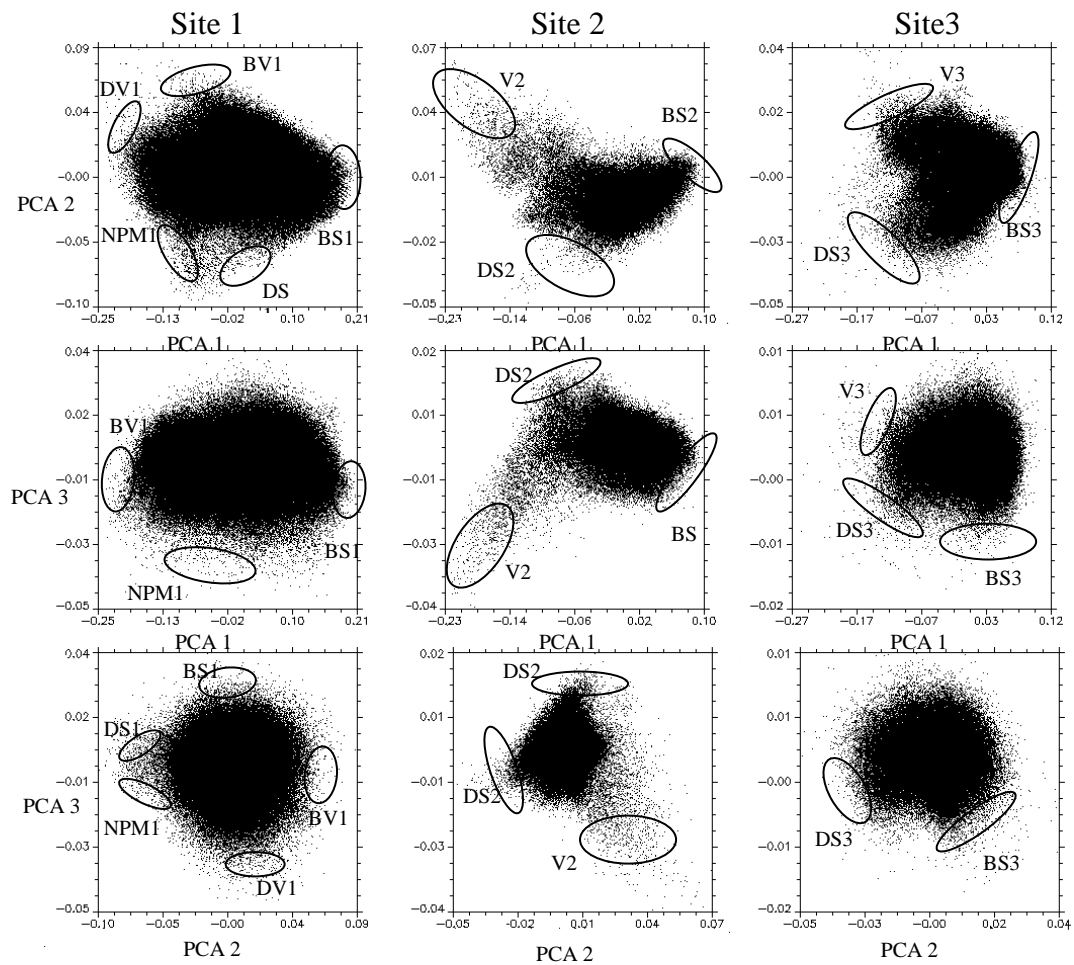 Site 1 Site 2 Site3
0.09 0.07 0.04
BV1 V2 V3
DV1 BS2
0.04 0.04 0.02
-0.00 0.01 -0.00
PCA 2
NPM1 BS1 DS2 DS3 BS3
-0.05 -0.02 -0.03
DS
-0.10 -0.05 -0.05
-0.25 -0.13 -0.02 0.10 0.21 -0.23 -0.14 -0.06 0.02 0.10 -0.27 -0.17 -0.07 0.03 0.12
PCA 1 PCA 1 PCA 1
0.04 0.02 0.01
DS2
0.02 0.01 0.01
BV1 V3
-0.01 -0.01 -0.00
PCA 3
DS3
BS1 BS
-0.03 -0.03 -0.01
NPM1 V2 BS3
-0.05 -0.04 -0.02
-0.25 -0.13 -0.02 0.10 0.21 -0.23 -0.14 -0.06 0.02 0.10 -0.27 -0.17 -0.07 0.03 0.12
PCA 1 PCA 1 PCA 1
0.04 0.02 0.01
BS1 DS2
0.02 0.01 0.01
DS1
-0.01 -0.01 -0.00
PCA 3 DS2
NPM1 BV1
-0.03 -0.03 -0.01
DV1 V2 DS3 BS3
-0.05 -0.04 -0.02
-0.10 -0.05 -0.00 0.04 0.09 -0.05 -0.02 0.01 0.04 0.07 -0.05 -0.03 -0.00 0.02 0.04
PCA 2 PCA 2 PCA 2